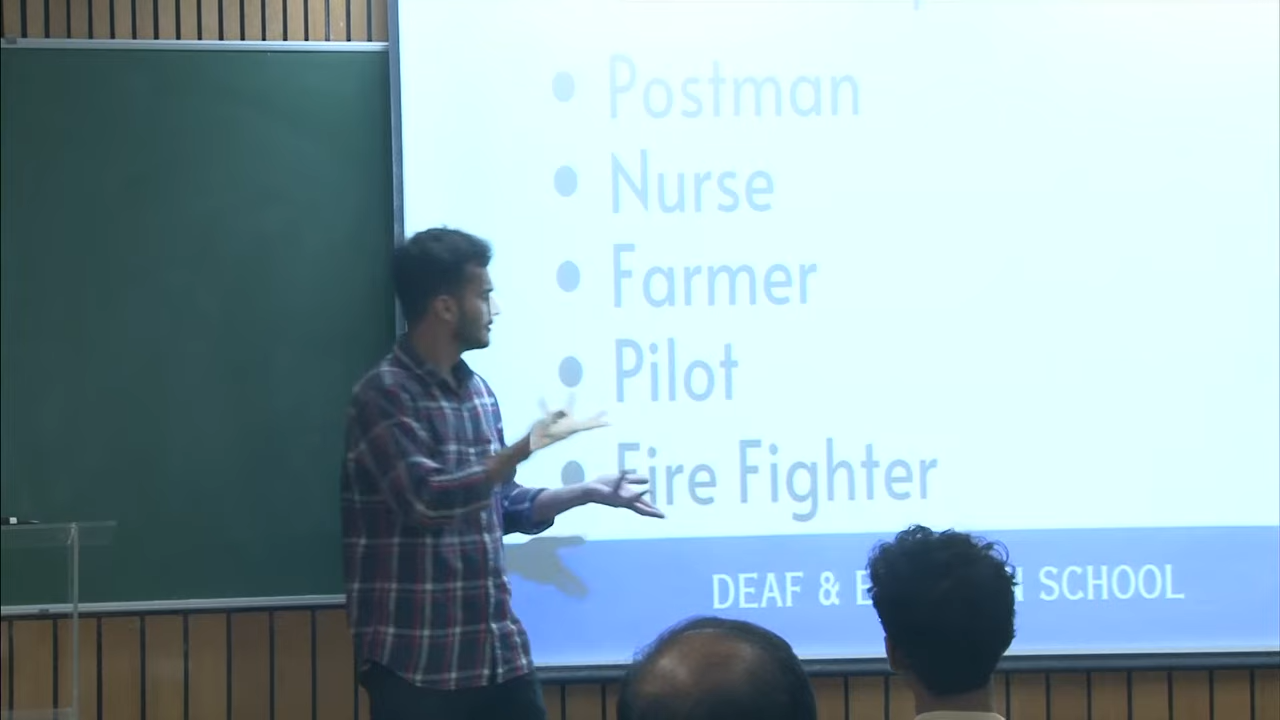 • Postman
• Nurse
• Farmer
• Pilot
• Fire Fighter
DEAF & SCHOOL